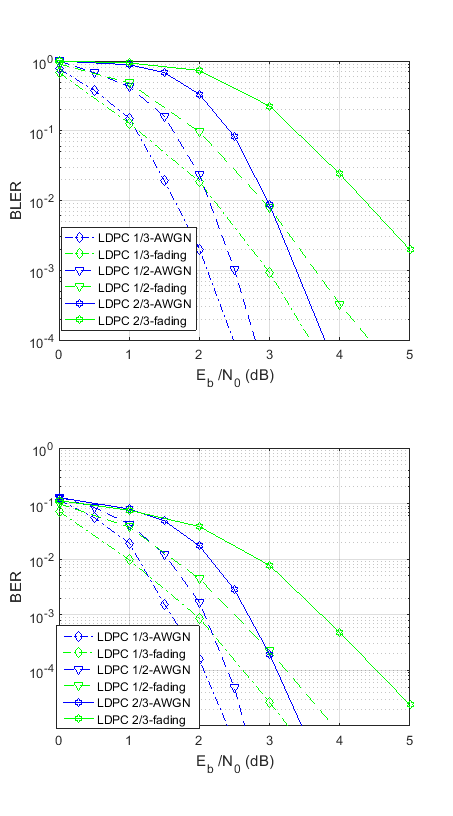 10^0
10^-1
10^-2
10^-3
10^-4
BLER
LDPC 1/3-AWGN
LDPC 1/3-fading
LDPC 1/2-AWGN
LDPC 1/2-fading
LDPC 2/3-AWGN
LDPC 2/3-fading
0 1 2 3 4 5
E_b /N_0 (dB)
10^0
10^-1
10^-2
10^-3
10^-4
BER
LDPC 1/3-AWGN
LDPC 1/3-fading
LDPC 1/2-AWGN
LDPC 1/2-fading
LDPC 2/3-AWGN
LDPC 2/3-fading
0 1 2 3 4 5
E_b /N_0 (dB)